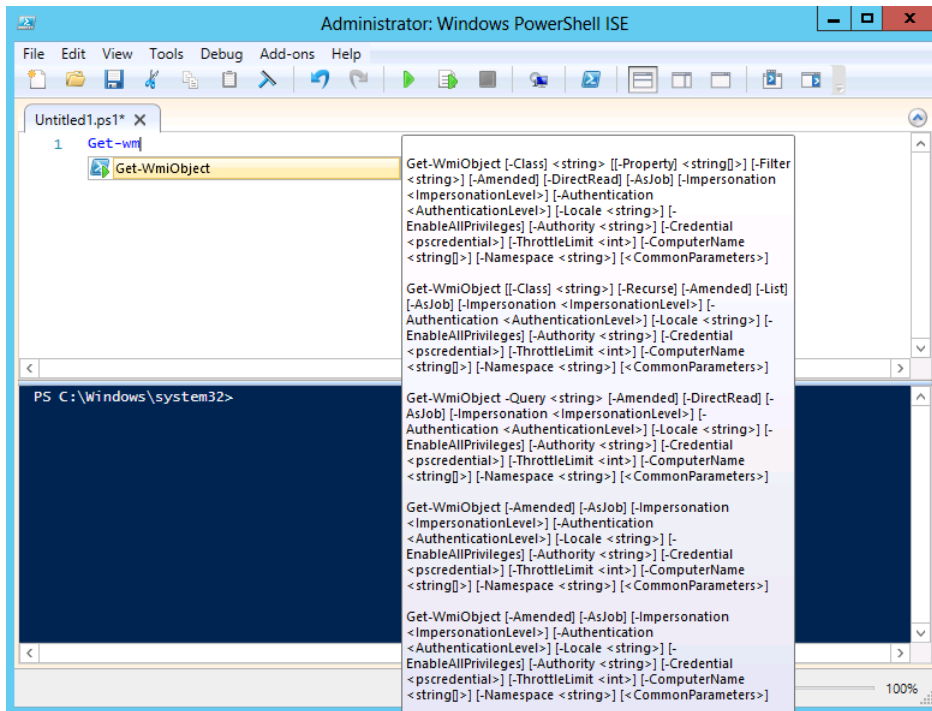 Administrator: Windows PowerShell ISE
File Edit View Tools Debug Add-ons Help
Untitled1.ps1* X
1 Get-wm
Get-WmiObject
Get-WmiObject [-Class] <string> [[-Property] <string[]>] [-Filter
<string>] [-Amended] [-DirectRead] [-AsJob] [-Impersonation
<ImpersonationLevel>] [-Authentication
<AuthenticationLevel>] [-Locale <string>] [-
EnableAllPrivileges] [-Authority <string>] [-Credential
<pscredential>] [-ThrottleLimit <int>] [-ComputerName
<string[]>] [-Namespace <string>] [<CommonParameters>]
Get-WmiObject [[-Class] <string>] [-Recurse] [-Amended] [-List]
[-AsJob] [-Impersonation <ImpersonationLevel>] [-
Authentication <AuthenticationLevel>] [-Locale <string>] [-
EnableAllPrivileges] [-Authority <string>] [-Credential
<pscredential>] [-ThrottleLimit <int>] [-ComputerName
<string[]>] [-Namespace <string>] [<CommonParameters>]
Get-WmiObject -Query <string> [-Amended] [-DirectRead] [-
AsJob] [-Impersonation <ImpersonationLevel>] [-
Authentication <AuthenticationLevel>] [-Locale <string>] [-
EnableAllPrivileges] [-Authority <string>] [-Credential
<pscredential>] [-ThrottleLimit <int>] [-ComputerName
<string[]>] [-Namespace <string>] [<CommonParameters>]
Get-WmiObject [-Amended] [-AsJob] [-Impersonation
<ImpersonationLevel>] [-Authentication
<AuthenticationLevel>] [-Locale <string>] [-
EnableAllPrivileges] [-Authority <string>] [-Credential
<pscredential>] [-ThrottleLimit <int>] [-ComputerName
<string[]>] [-Namespace <string>] [<CommonParameters>]
Get-WmiObject [-Amended] [-AsJob] [-Impersonation
<ImpersonationLevel>] [-Authentication
<AuthenticationLevel>] [-Locale <string>] [-
EnableAllPrivileges] [-Authority <string>] [-Credential
<pscredential>] [-ThrottleLimit <int>] [-ComputerName
<string[]>] [-Namespace <string>] [<CommonParameters>]
PS C:\Windows\system32>
100%